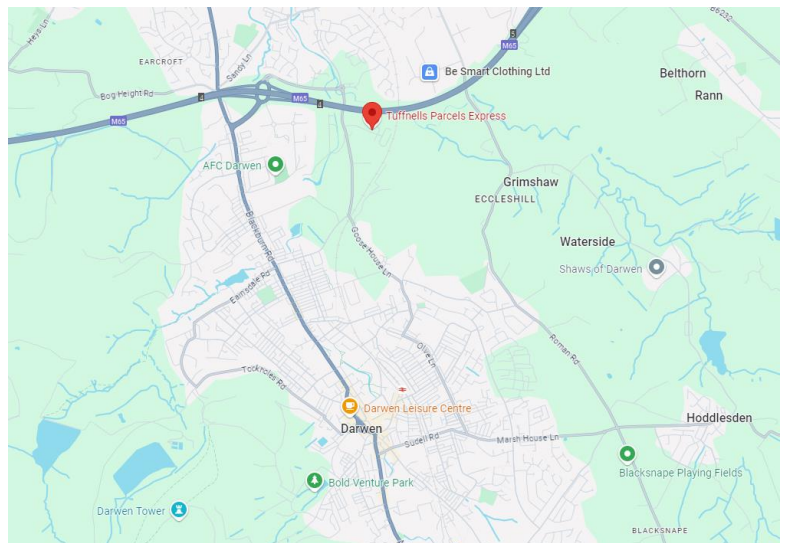 Heys Ln
B6232
5
M65
EARCROFT
Sandy Ln
Be Smart Clothing Ltd
Belthorn
Bog Height Rd
4
M65
4
Rann
M65
Tuffnells Parcels Express
AFC Darwen
Grimshaw
ECCLESHILL
Blackburn Rd
Goose House Ln
Waterside
Shaws of Darwen
Earnsdale Rd
Roman Rd
Olive Ln
Tockholes Rd
Darwen Leisure Centre
Darwen
Hoddlesden
Sudell Rd
Marsh House Ln
Blacksnape Playing Fields
Bold Venture Park
Darwen Tower
BLACKSNAPE